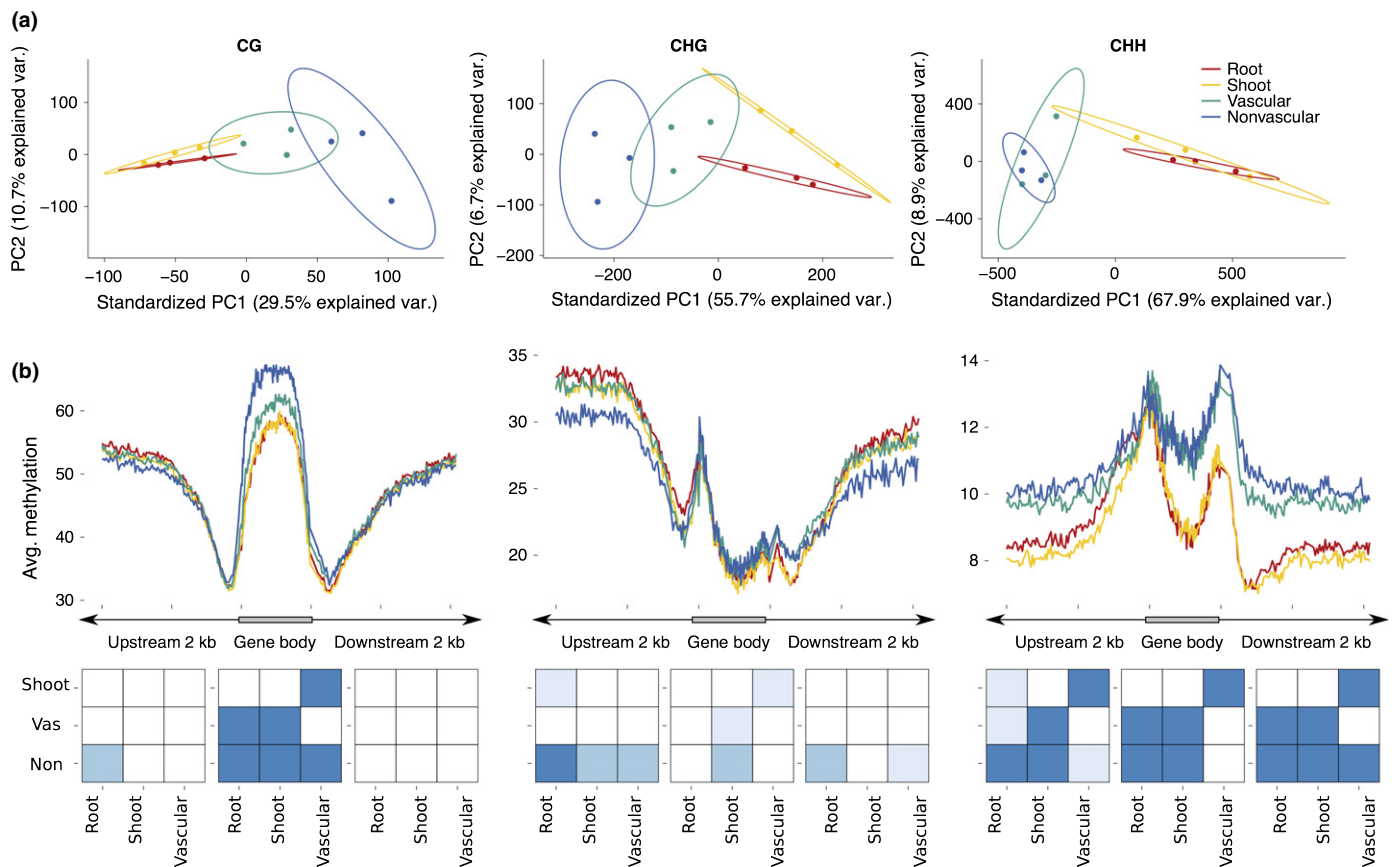 (a)
CG
CHG
CHH
PC2 (10.7% explained var.)
100
0
−100
−100
−50
0
50
100
Standardized PC1 (29.5% explained var.)
PC2 (6.7% explained var.)
100
0
−100
−200
−200
0
200
Standardized PC1 (55.7% explained var.)
PC2 (8.9% explained var.)
400
0
−400
−500
0
500
Standardized PC1 (67.9% explained var.)
Root
Shoot
Vascular
Nonvascular
(b)
Avg. methylation
60
50
40
30
35
30
25
20
14
12
10
8
Upstream 2 kb Gene body Downstream 2 kb
Upstream 2 kb Gene body Downstream 2 kb
Upstream 2 kb Gene body Downstream 2 kb
Shoot
Vas
Non
Root Shoot Vascular Root Shoot Vascular Root Shoot Vascular
Root Shoot Vascular Root Shoot Vascular Root Shoot Vascular
Root Shoot Vascular Root Shoot Vascular Root Shoot Vascular